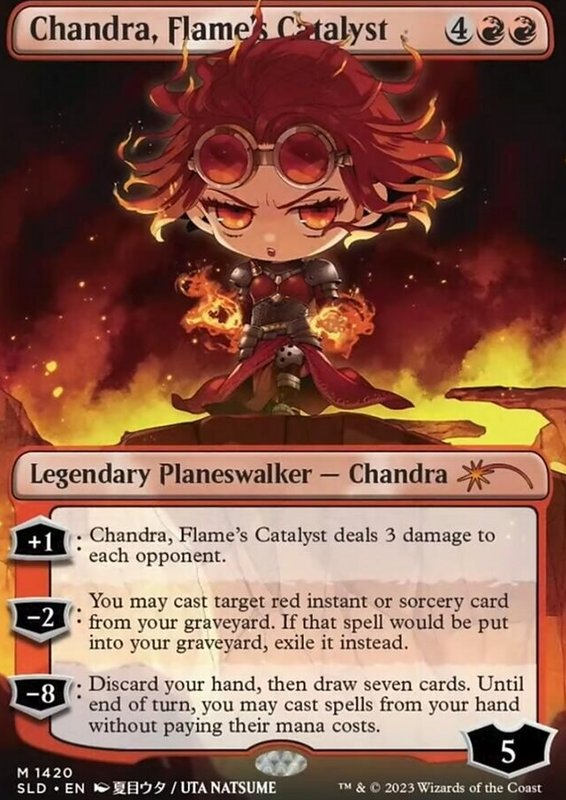 Chandra, Flame's Catalyst 4
Legendary Planeswalker — Chandra
+1 : Chandra, Flame's Catalyst deals 3 damage to
each opponent.
−2 : You may cast target red instant or sorcery card
from your graveyard. If that spell would be put
into your graveyard, exile it instead.
−8 : Discard your hand, then draw seven cards. Until
end of turn, you may cast spells from your hand
without paying their mana costs.
5
M 1420
SLD • EN 夏目ウタ / UTA NATSUME
™ & © 2023 Wizards of the Coast